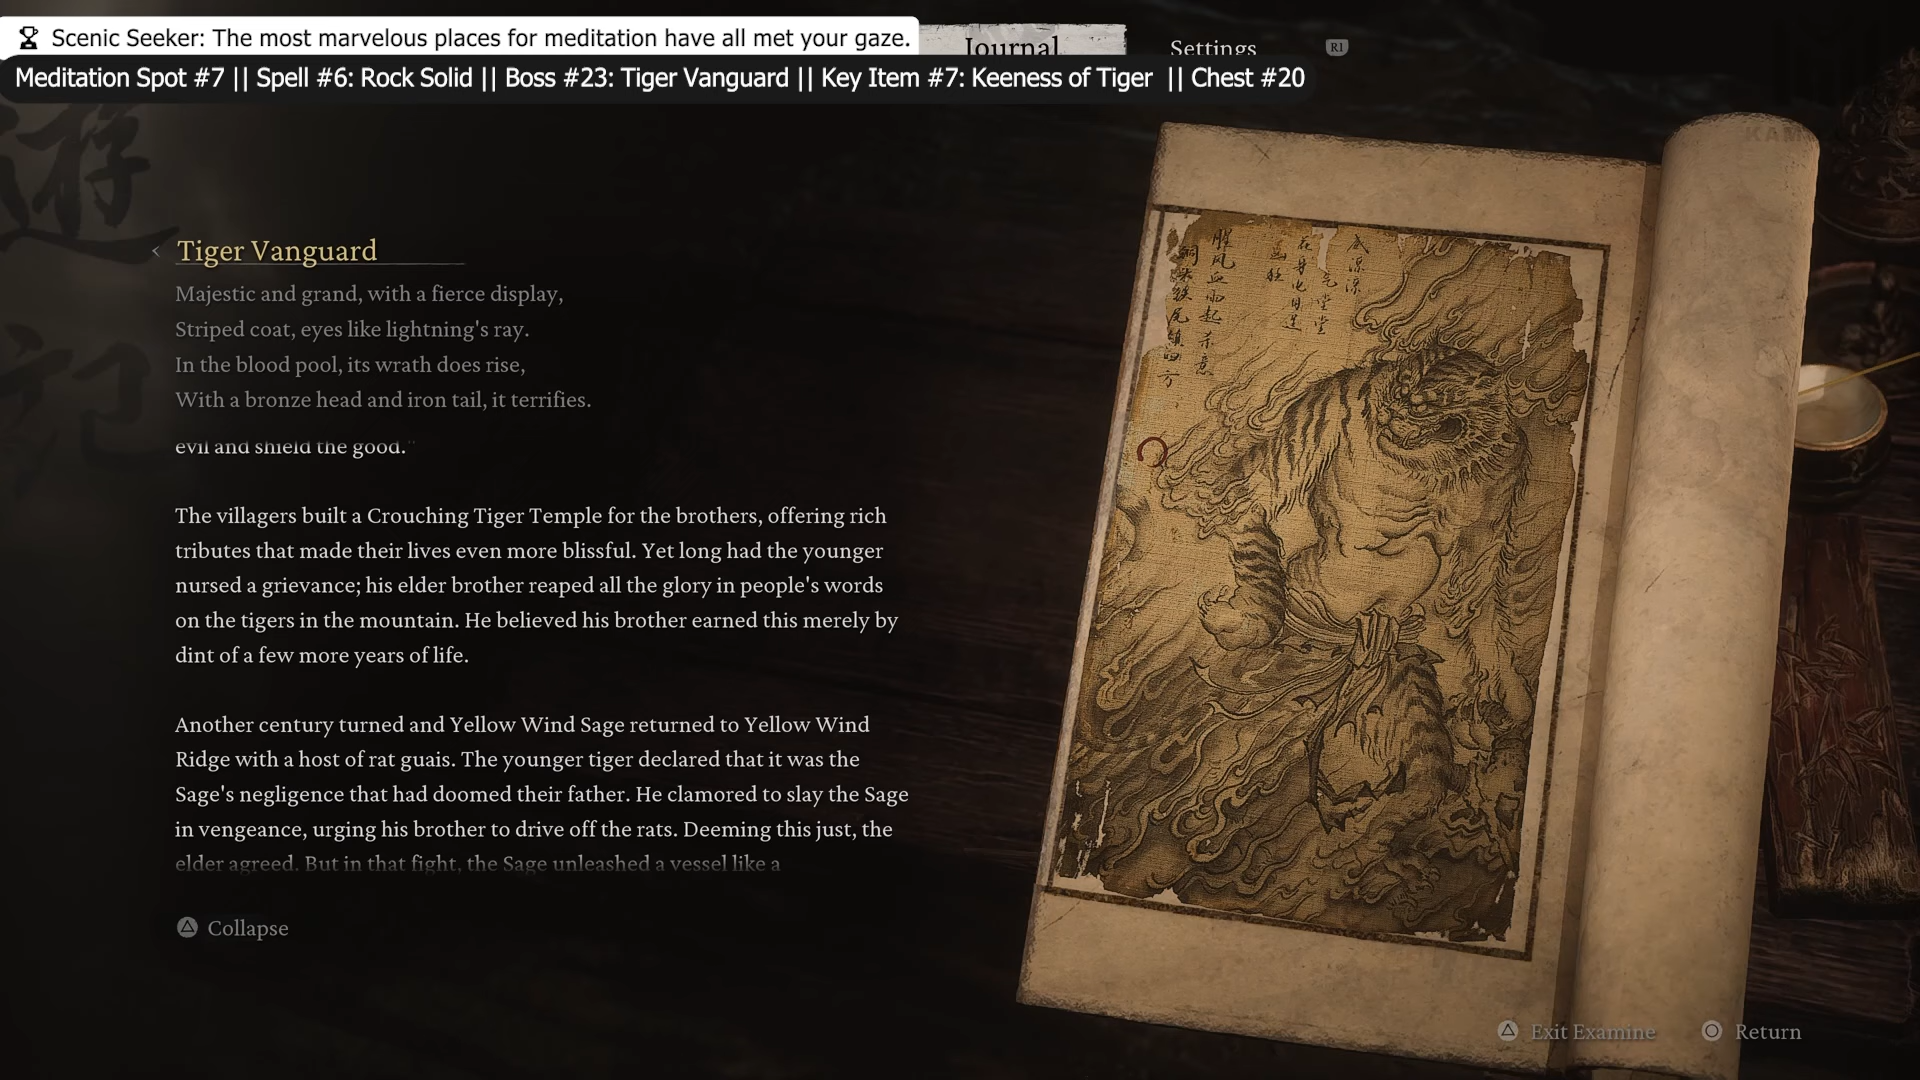 Scenic Seeker: The most marvelous places for meditation have all met your gaze.
Journal
Settings
R1
Meditation Spot #7 || Spell #6: Rock Solid || Boss #23: Tiger Vanguard || Key Item #7: Keeness of Tiger || Chest #20
Tiger Vanguard
Majestic and grand, with a fierce display,
Striped coat, eyes like lightning's ray.
In the blood pool, its wrath does rise,
With a bronze head and iron tail, it terrifies.
evil and shield the good."
The villagers built a Crouching Tiger Temple for the brothers, offering rich
tributes that made their lives even more blissful. Yet long had the younger
nursed a grievance; his elder brother reaped all the glory in people's words
on the tigers in the mountain. He believed his brother earned this merely by
dint of a few more years of life.
Another century turned and Yellow Wind Sage returned to Yellow Wind
Ridge with a host of rat guais. The younger tiger declared that it was the
Sage's negligence that had doomed their father. He clamored to slay the Sage
in vengeance, urging his brother to drive off the rats. Deeming this just, the
elder agreed. But in that fight, the Sage unleashed a vessel like a
Collapse
Exit Examine
Return